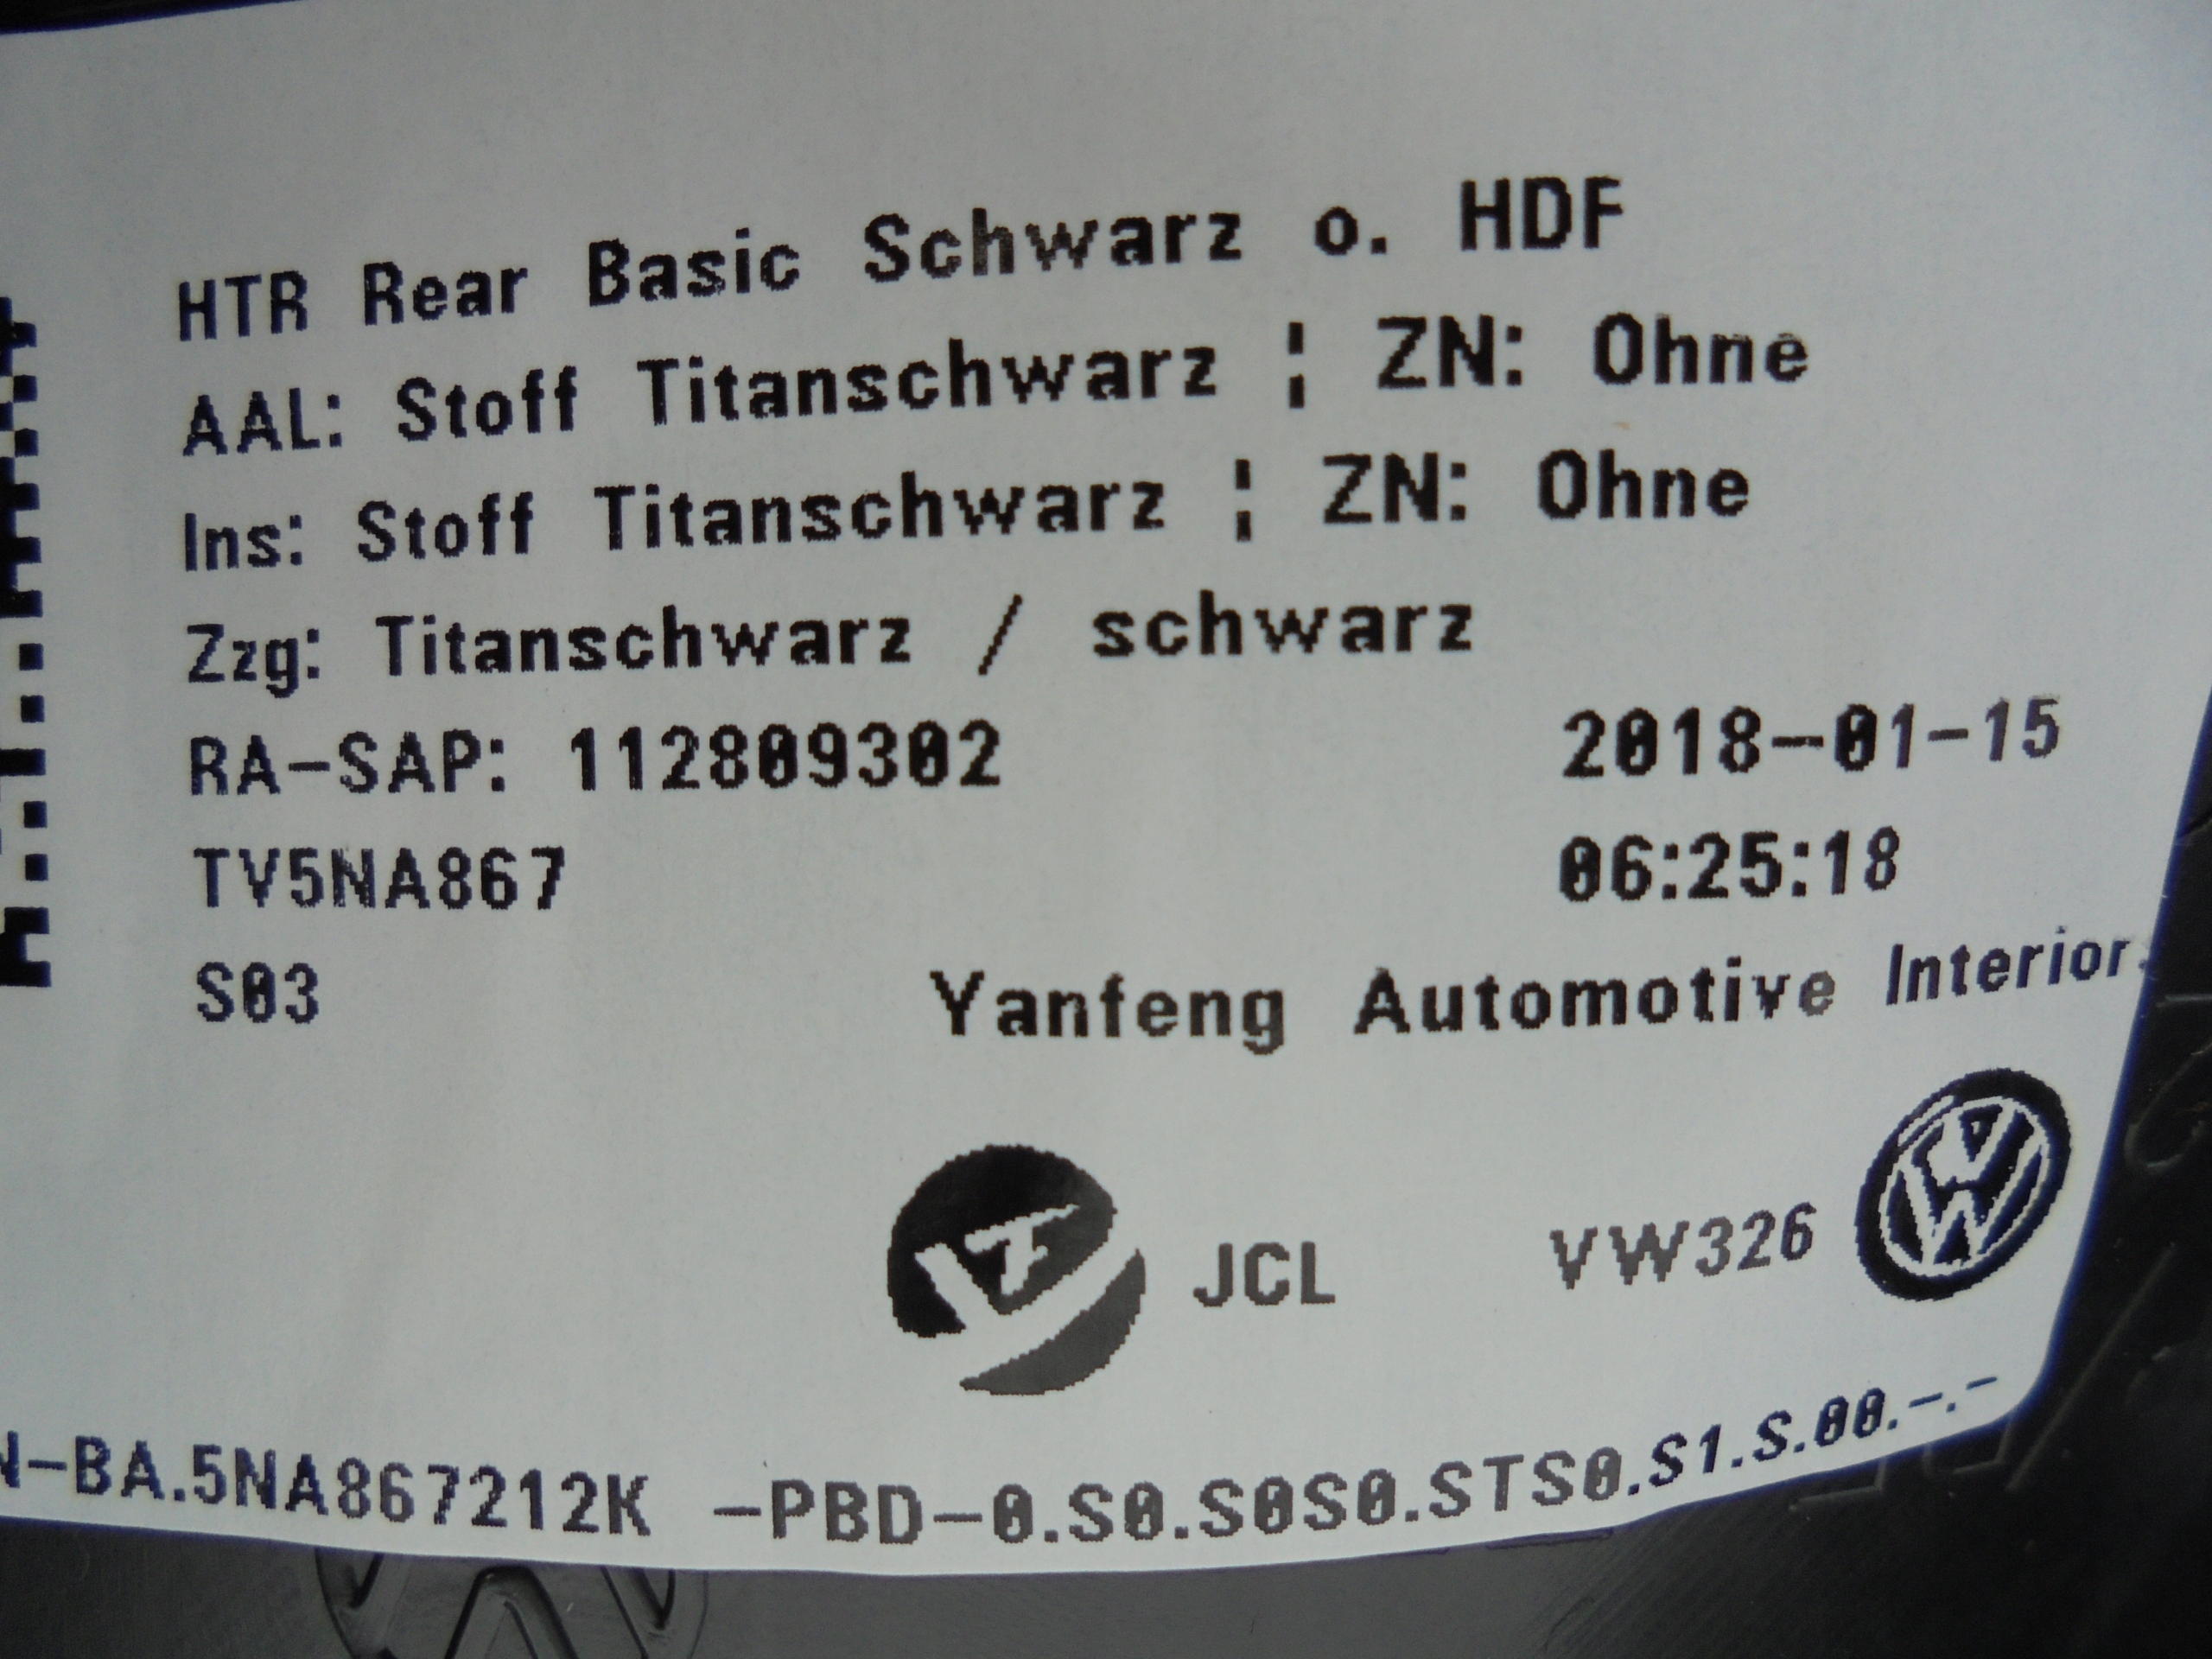 HTR Rear Basic Schwarz o. HDF
AAL: Stoff Titanschwarz ¦ ZN: Ohne
Ins: Stoff Titanschwarz ¦ ZN: Ohne
Zzg: Titanschwarz / schwarz
RA-SAP: 112809302 2018-01-15
TV5NA867 06:25:18
S03
Yanfeng Automotive Interior
JCL VW326
N-BA.5NA867212K -PBD-0.S0.S0S0.STS0.S1.S.00.-.-